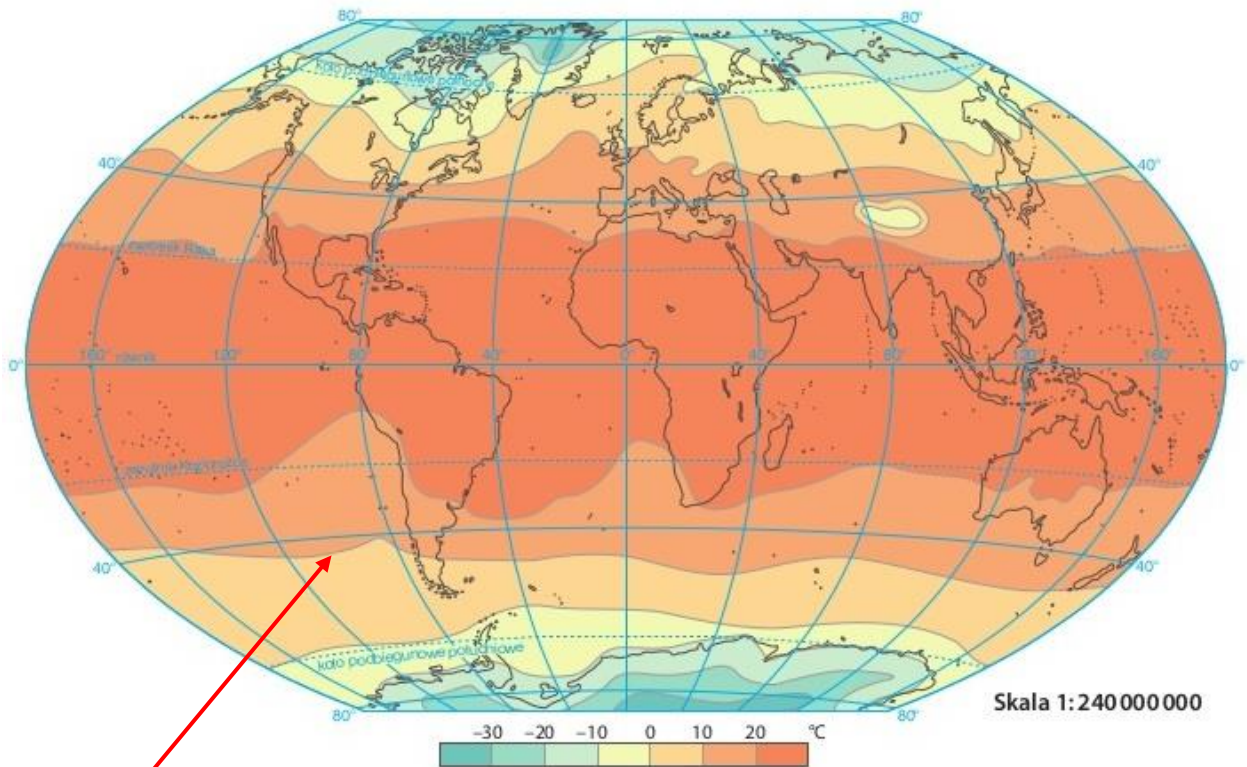 80°
80°
koło podbiegunowe północne
40°
40°
zwrotnik Raka
0°
160°
równik
120°
80°
40°
0°
40°
80°
120°
160°
0°
zwrotnik Koziorożca
40°
40°
koło podbiegunowe południowe
80°
80°
Skala 1:240 000 000
−30 −20 −10 0 10 20 °C